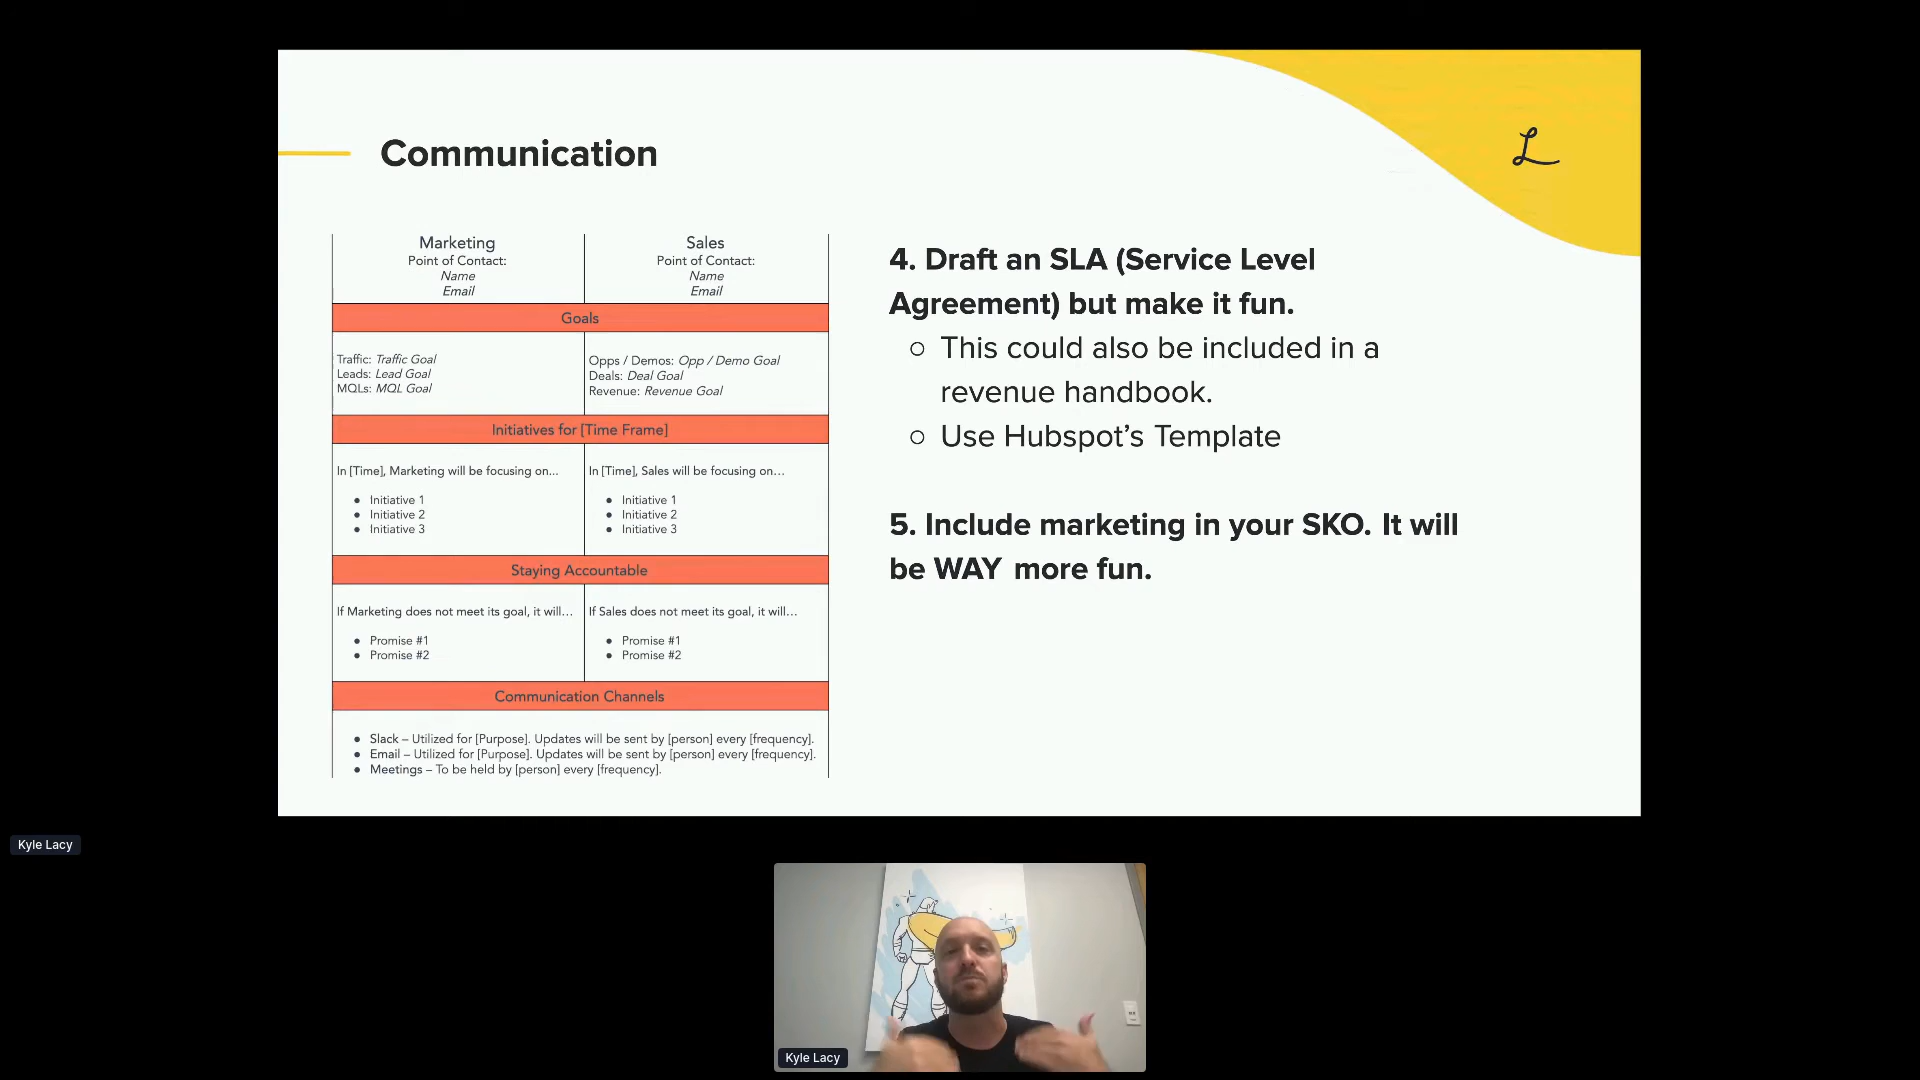 Communication
Marketing
Point of Contact:
Name
Email
Sales
Point of Contact:
Name
Email
Goals
Traffic: Traffic Goal
Leads: Lead Goal
MQLs: MQL Goal
Opps / Demos: Opp / Demo Goal
Deals: Deal Goal
Revenue: Revenue Goal
Initiatives for [Time Frame]
In [Time], Marketing will be focusing on...
● Initiative 1
● Initiative 2
● Initiative 3
In [Time], Sales will be focusing on...
● Initiative 1
● Initiative 2
● Initiative 3
Staying Accountable
If Marketing does not meet its goal, it will...
● Promise #1
● Promise #2
If Sales does not meet its goal, it will...
● Promise #1
● Promise #2
Communication Channels
● Slack – Utilized for [Purpose]. Updates will be sent by [person] every [frequency].
● Email – Utilized for [Purpose]. Updates will be sent by [person] every [frequency].
● Meetings – To be held by [person] every [frequency].
L
4. Draft an SLA (Service Level
Agreement) but make it fun.
○ This could also be included in a
revenue handbook.
○ Use Hubspot’s Template
5. Include marketing in your SKO. It will
be WAY more fun.
Kyle Lacy
Kyle Lacy